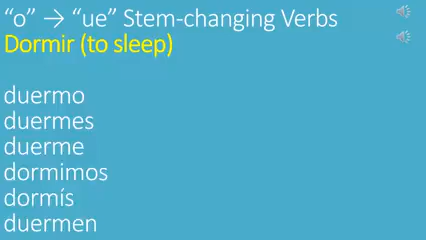 “o” → “ue” Stem-changing Verbs
Dormir (to sleep)
duermo
duermes
duerme
dormimos
dormís
duermen